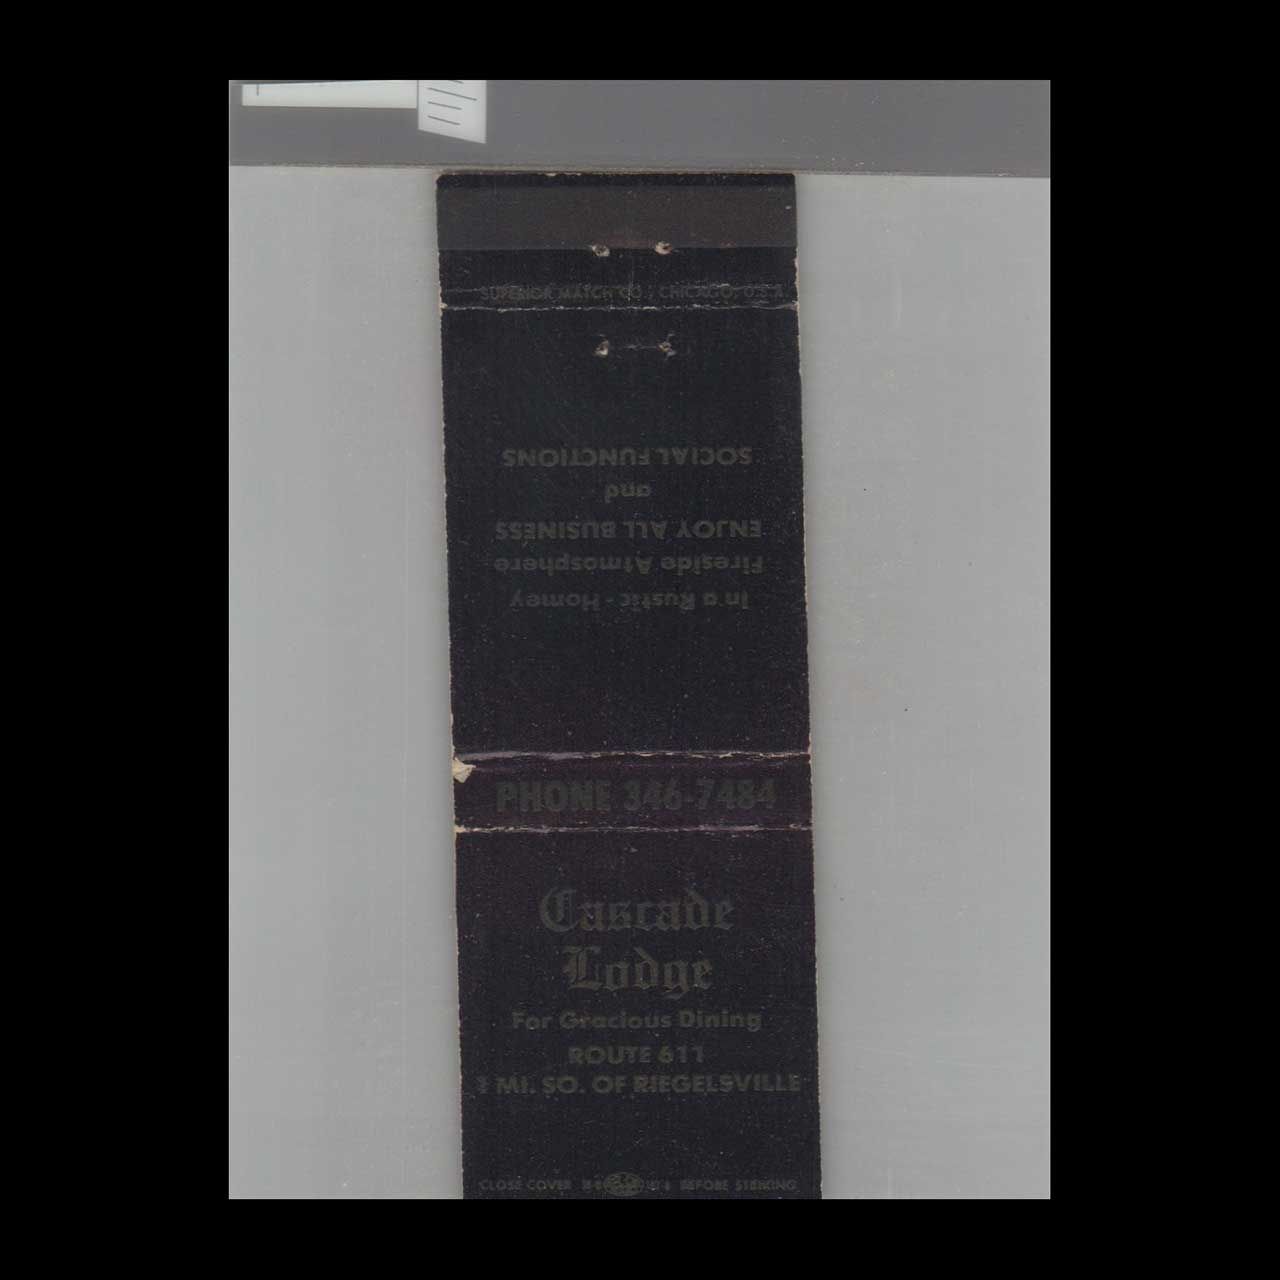 SUPERIOR MATCH CO., CHICAGO, U.S.A.
In a Rustic - Homey
Fireside Atmosphere
ENJOY ALL BUSINESS
and
SOCIAL FUNCTIONS
PHONE 346-7484
Cascade
Lodge
For Gracious Dining
ROUTE 611
1 MI. SO. OF RIEGELSVILLE
CLOSE COVER BEFORE STRIKING